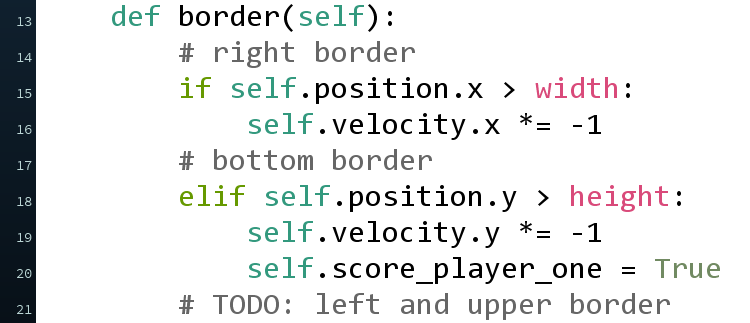 13 def border(self):
14 # right border
15 if self.position.x > width:
16 self.velocity.x *= -1
17 # bottom border
18 elif self.position.y > height:
19 self.velocity.y *= -1
20 self.score_player_one = True
21 # TODO: left and upper border